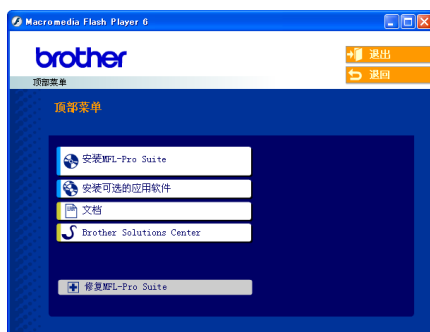 Macromedia Flash Player 6
brother
退出
退回
顶部菜单
顶部菜单
安装MFL-Pro Suite
安装可选的应用软件
文档
Brother Solutions Center
修复MFL-Pro Suite